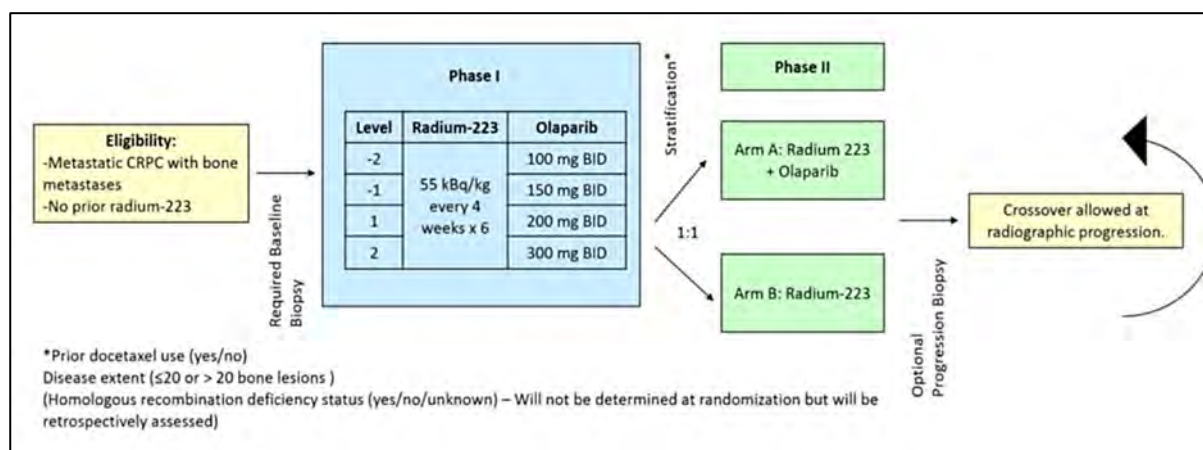 Eligibility:
-Metastatic CRPC with bone
metastases
-No prior radium-223
Required Baseline
Biopsy
Phase I
Level Radium-223 Olaparib
-2 100 mg BID
-1 150 mg BID
1 200 mg BID
2 300 mg BID
55 kBq/kg
every 4
weeks x 6
Stratification*
1:1
Phase II
Arm A: Radium 223
+ Olaparib
Arm B: Radium-223
Optional
Progression Biopsy
Crossover allowed at
radiographic progression.
*Prior docetaxel use (yes/no)
Disease extent (≤20 or > 20 bone lesions )
(Homologous recombination deficiency status (yes/no/unknown) – Will not be determined at randomization but will be
retrospectively assessed)